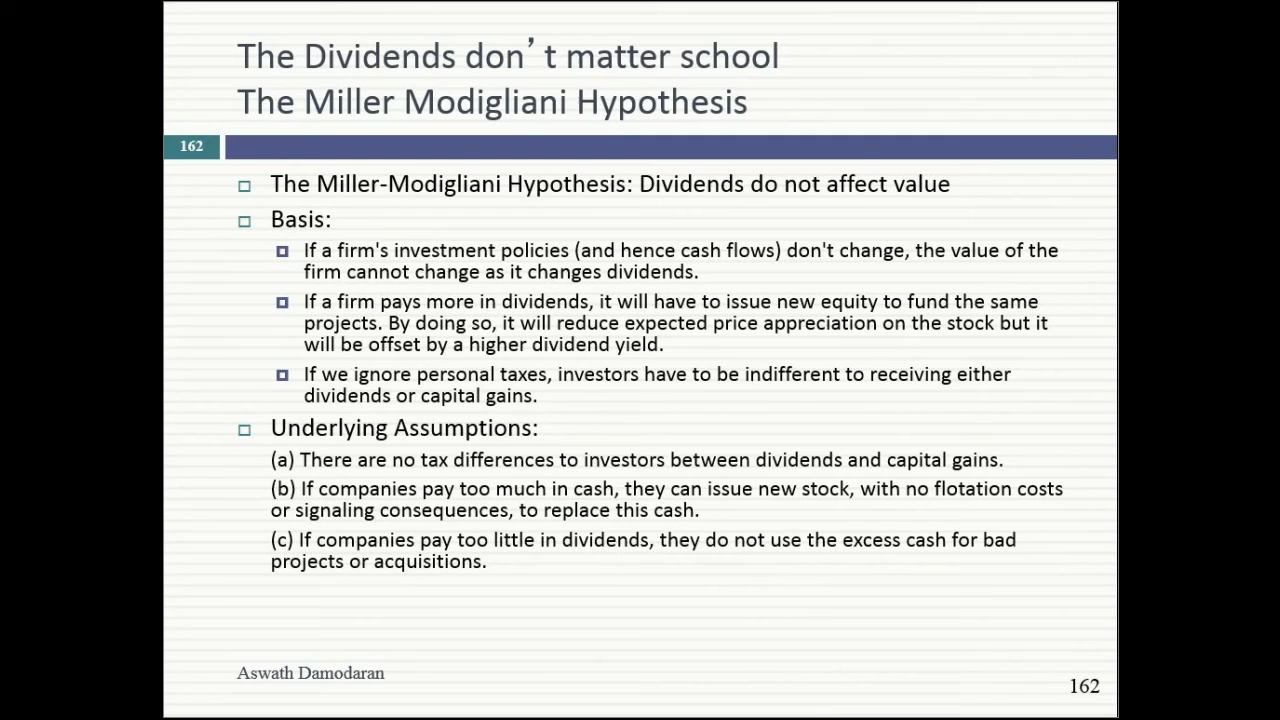 The Dividends don’t matter school
The Miller Modigliani Hypothesis
162
The Miller-Modigliani Hypothesis: Dividends do not affect value
Basis:
If a firm's investment policies (and hence cash flows) don't change, the value of the
firm cannot change as it changes dividends.
If a firm pays more in dividends, it will have to issue new equity to fund the same
projects. By doing so, it will reduce expected price appreciation on the stock but it
will be offset by a higher dividend yield.
If we ignore personal taxes, investors have to be indifferent to receiving either
dividends or capital gains.
Underlying Assumptions:
(a) There are no tax differences to investors between dividends and capital gains.
(b) If companies pay too much in cash, they can issue new stock, with no flotation costs
or signaling consequences, to replace this cash.
(c) If companies pay too little in dividends, they do not use the excess cash for bad
projects or acquisitions.
Aswath Damodaran
162